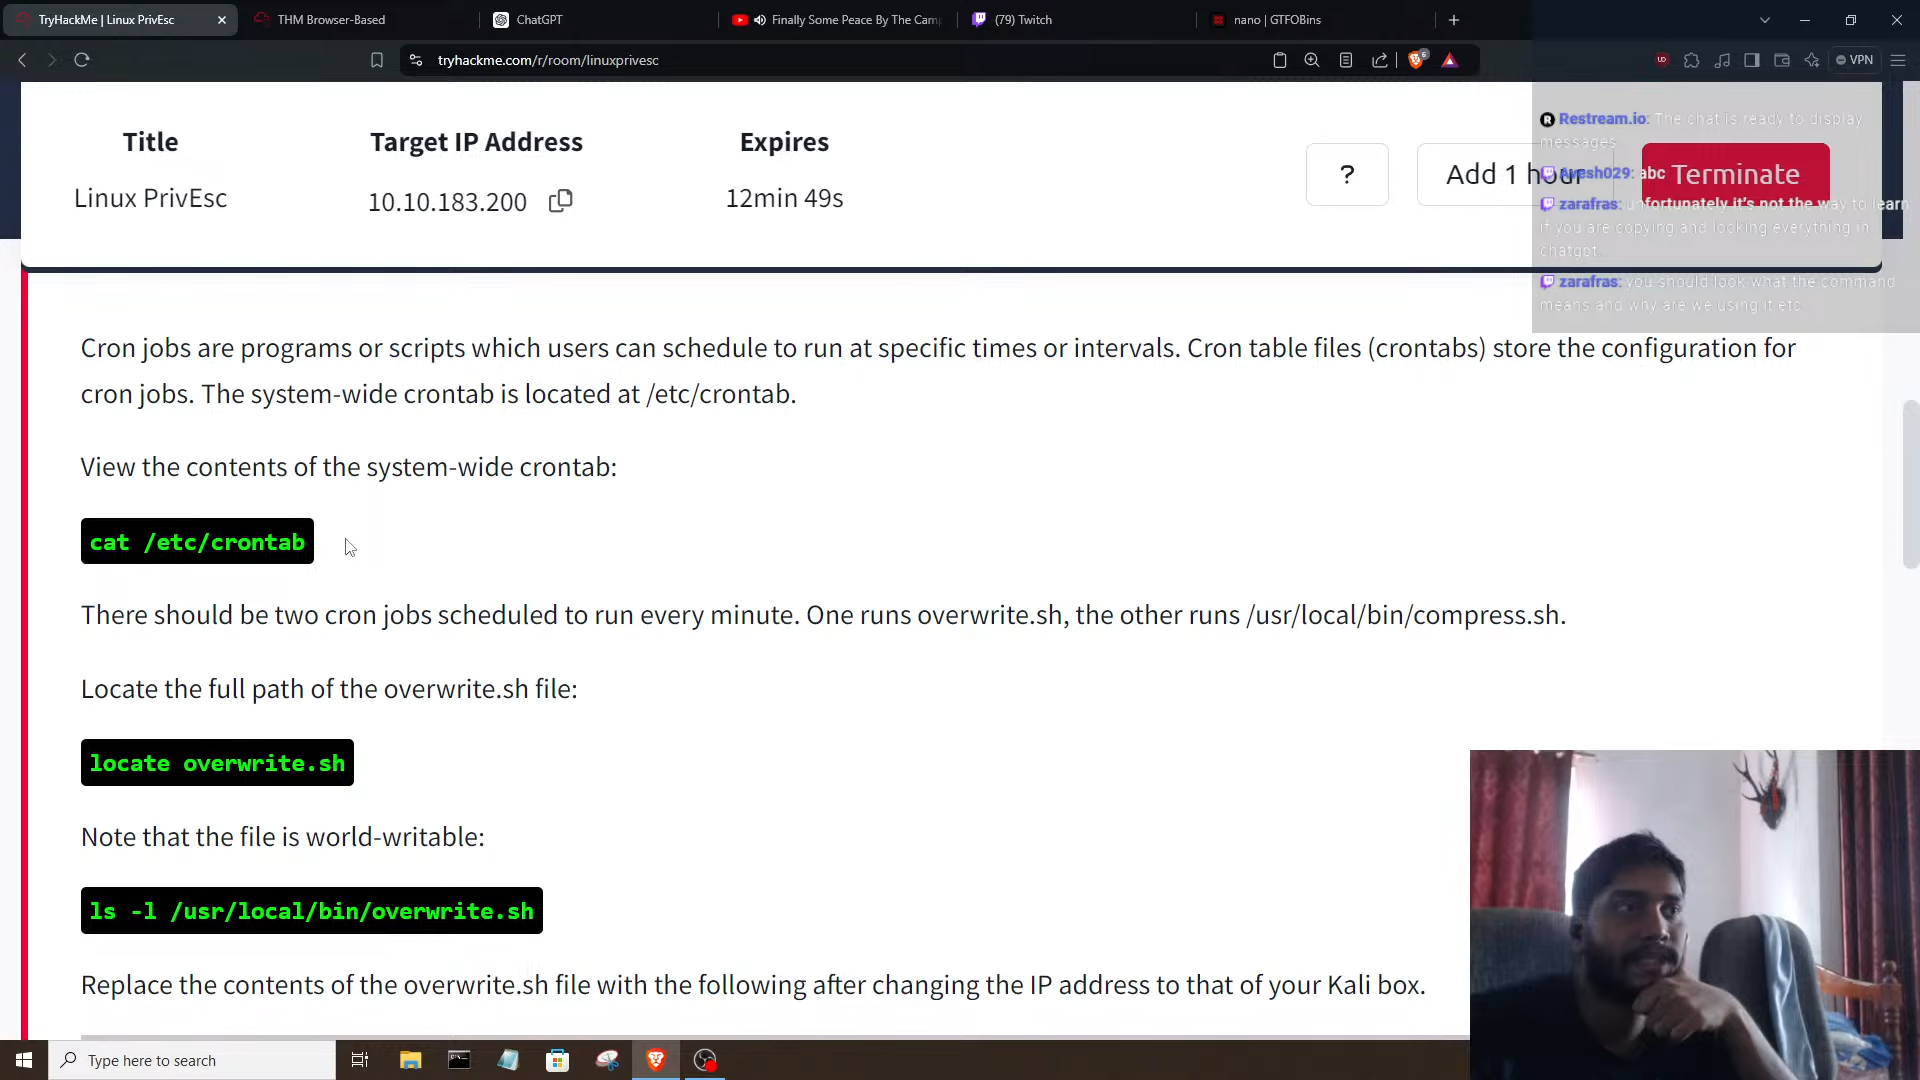 TryHackMe | Linux PrivEsc
THM Browser-Based
ChatGPT
Finally Some Peace By The Cam
(79) Twitch
nano | GTFOBins
tryhackme.com/r/room/linuxprivesc
6
VPN
Title
Target IP Address
Expires
Linux PrivEsc
10.10.183.200
12min 49s
?
Add 1 hour
Terminate
Restream.io: The chat is ready to display
messages
Avesh029: abc
zarafras: unfortunately it's not the way to learn
if you are copying and looking everything in
chatgpt.
zarafras: you should look what the command
means and why are we using it etc
Cron jobs are programs or scripts which users can schedule to run at specific times or intervals. Cron table files (crontabs) store the configuration for
cron jobs. The system-wide crontab is located at /etc/crontab.
View the contents of the system-wide crontab:
cat /etc/crontab
There should be two cron jobs scheduled to run every minute. One runs overwrite.sh, the other runs /usr/local/bin/compress.sh.
Locate the full path of the overwrite.sh file:
locate overwrite.sh
Note that the file is world-writable:
ls -l /usr/local/bin/overwrite.sh
Replace the contents of the overwrite.sh file with the following after changing the IP address to that of your Kali box.
Type here to search